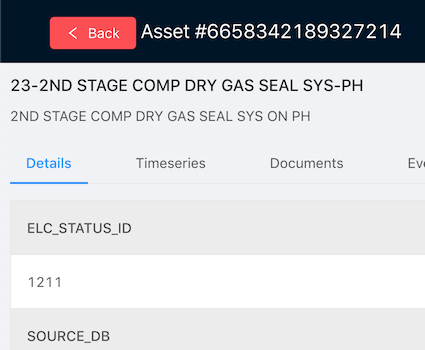 Back Asset #6658342189327214
23-2ND STAGE COMP DRY GAS SEAL SYS-PH
2ND STAGE COMP DRY GAS SEAL SYS ON PH
Details Timeseries Documents Eve
ELC_STATUS_ID
1211
SOURCE_DB